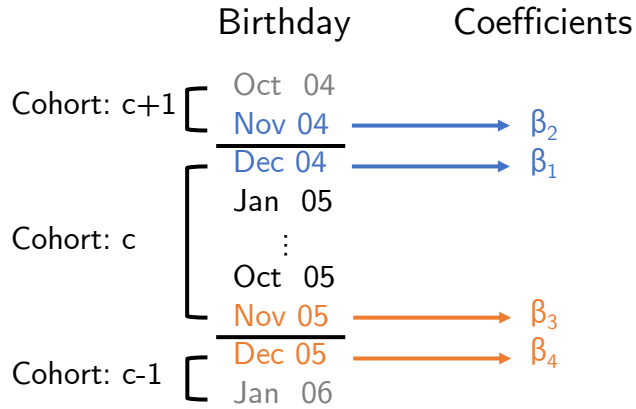 Birthday Coefficients
Oct 04
Cohort: c+1
Nov 04 β2
Dec 04 β1
Jan 05
Cohort: c
⋮
Oct 05
Nov 05 β3
Dec 05 β4
Cohort: c-1
Jan 06